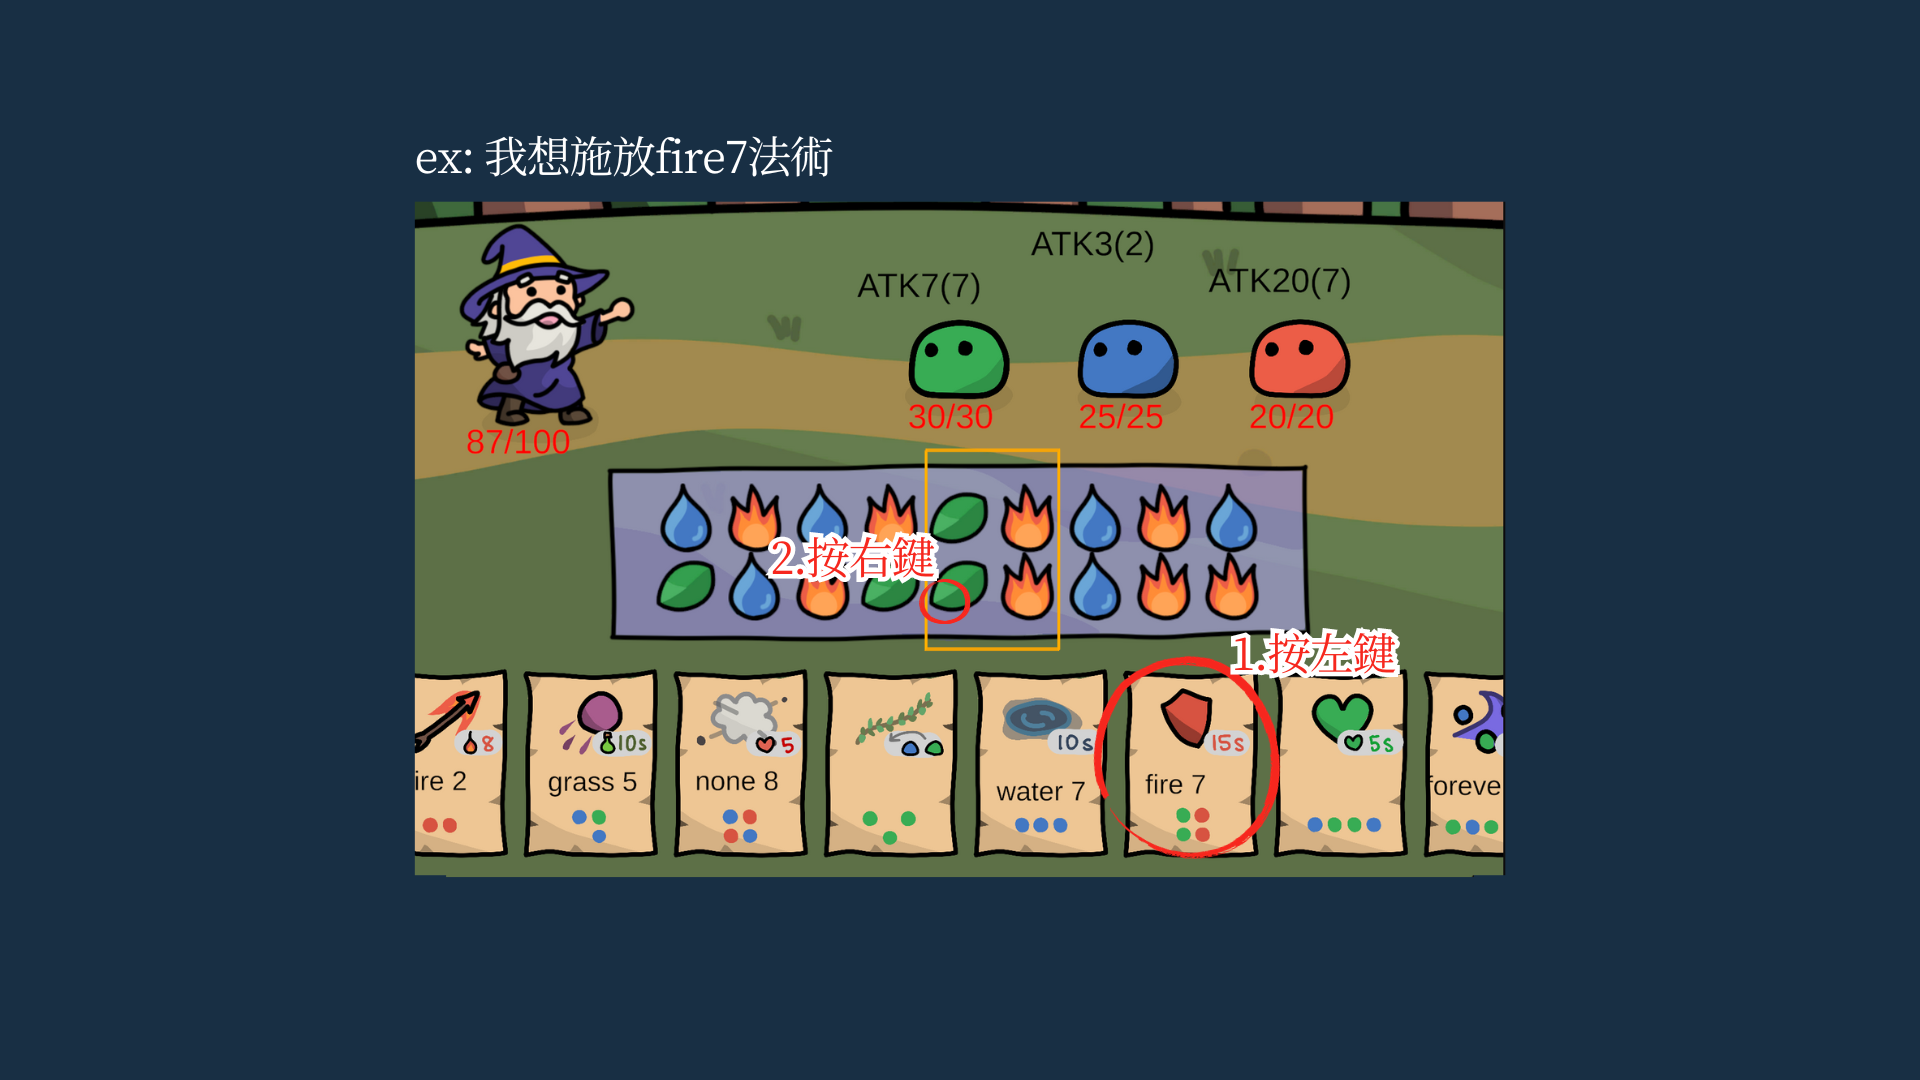 ex: 我想施放fire7法術
ATK3(2)
ATK7(7)
ATK20(7)
30/30
25/25
20/20
87/100
2.按右鍵
1.按左鍵
8
10s
5
10s
15s
5s
ire 2
grass 5
none 8
water 7
fire 7
foreve